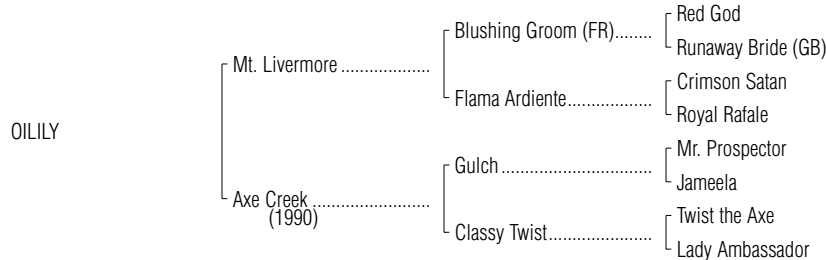 Red God
Blushing Groom (FR)........
Runaway Bride (GB)
Mt. Livermore ....................
Crimson Satan
Flama Ardiente...................
Royal Rafale
OILILY
Mr. Prospector
Gulch ..................................
Jameela
Axe Creek ..........................
(1990)
Twist the Axe
Classy Twist.......................
Lady Ambassador